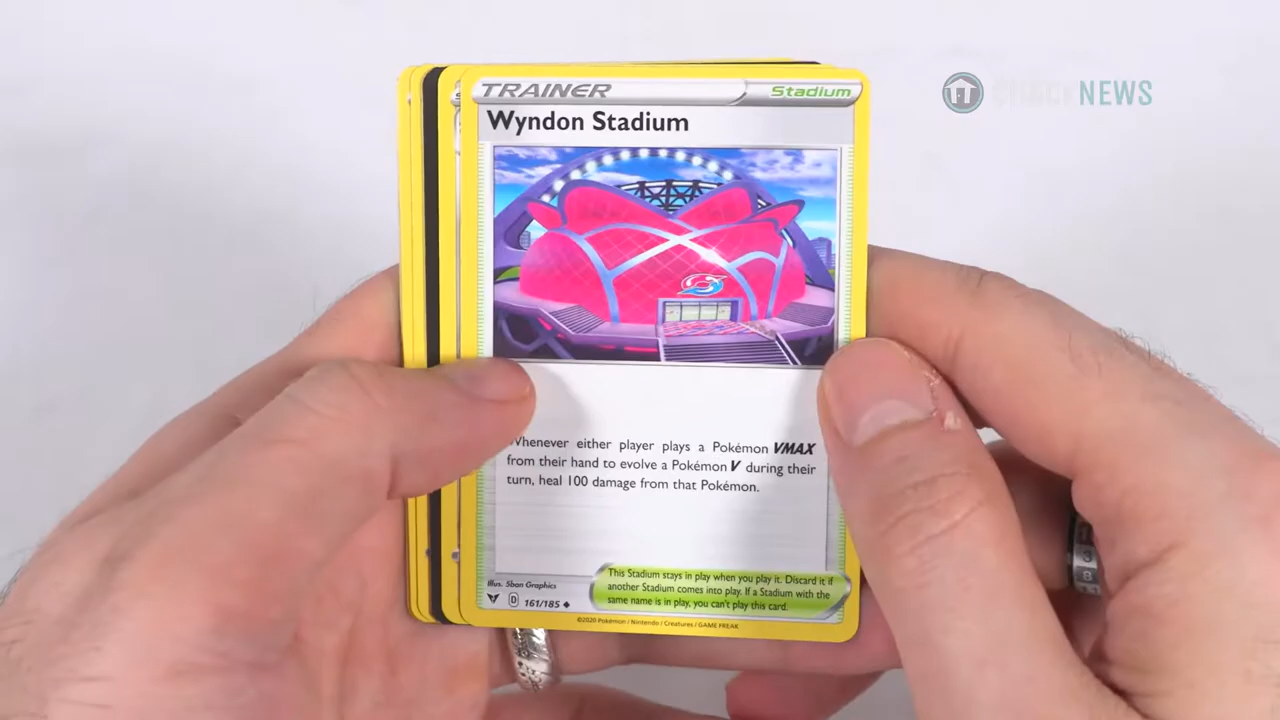 TRAINER Stadium
Wyndon Stadium
NEWS
Whenever either player plays a Pokémon VMAX
from their hand to evolve a Pokémon V during their
turn, heal 100 damage from that Pokémon.
Illus. 5ban Graphics
D 161/185
This Stadium stays in play when you play it. Discard it if
another Stadium comes into play. If a Stadium with the
same name is in play, you can't play this card.
©2020 Pokémon / Nintendo / Creatures / GAME FREAK
3
8